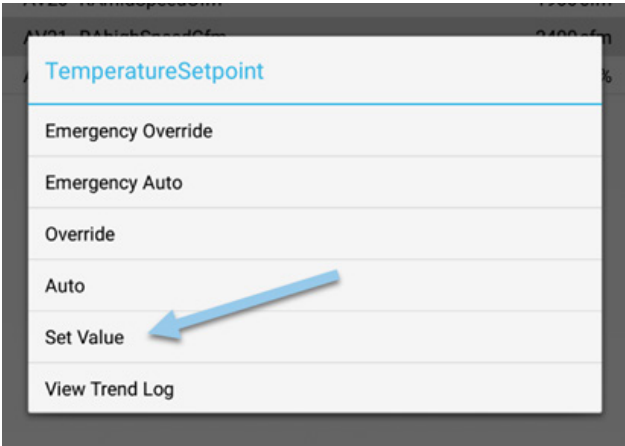 TemperatureSetpoint
Emergency Override
Emergency Auto
Override
Auto
Set Value
View Trend Log
%